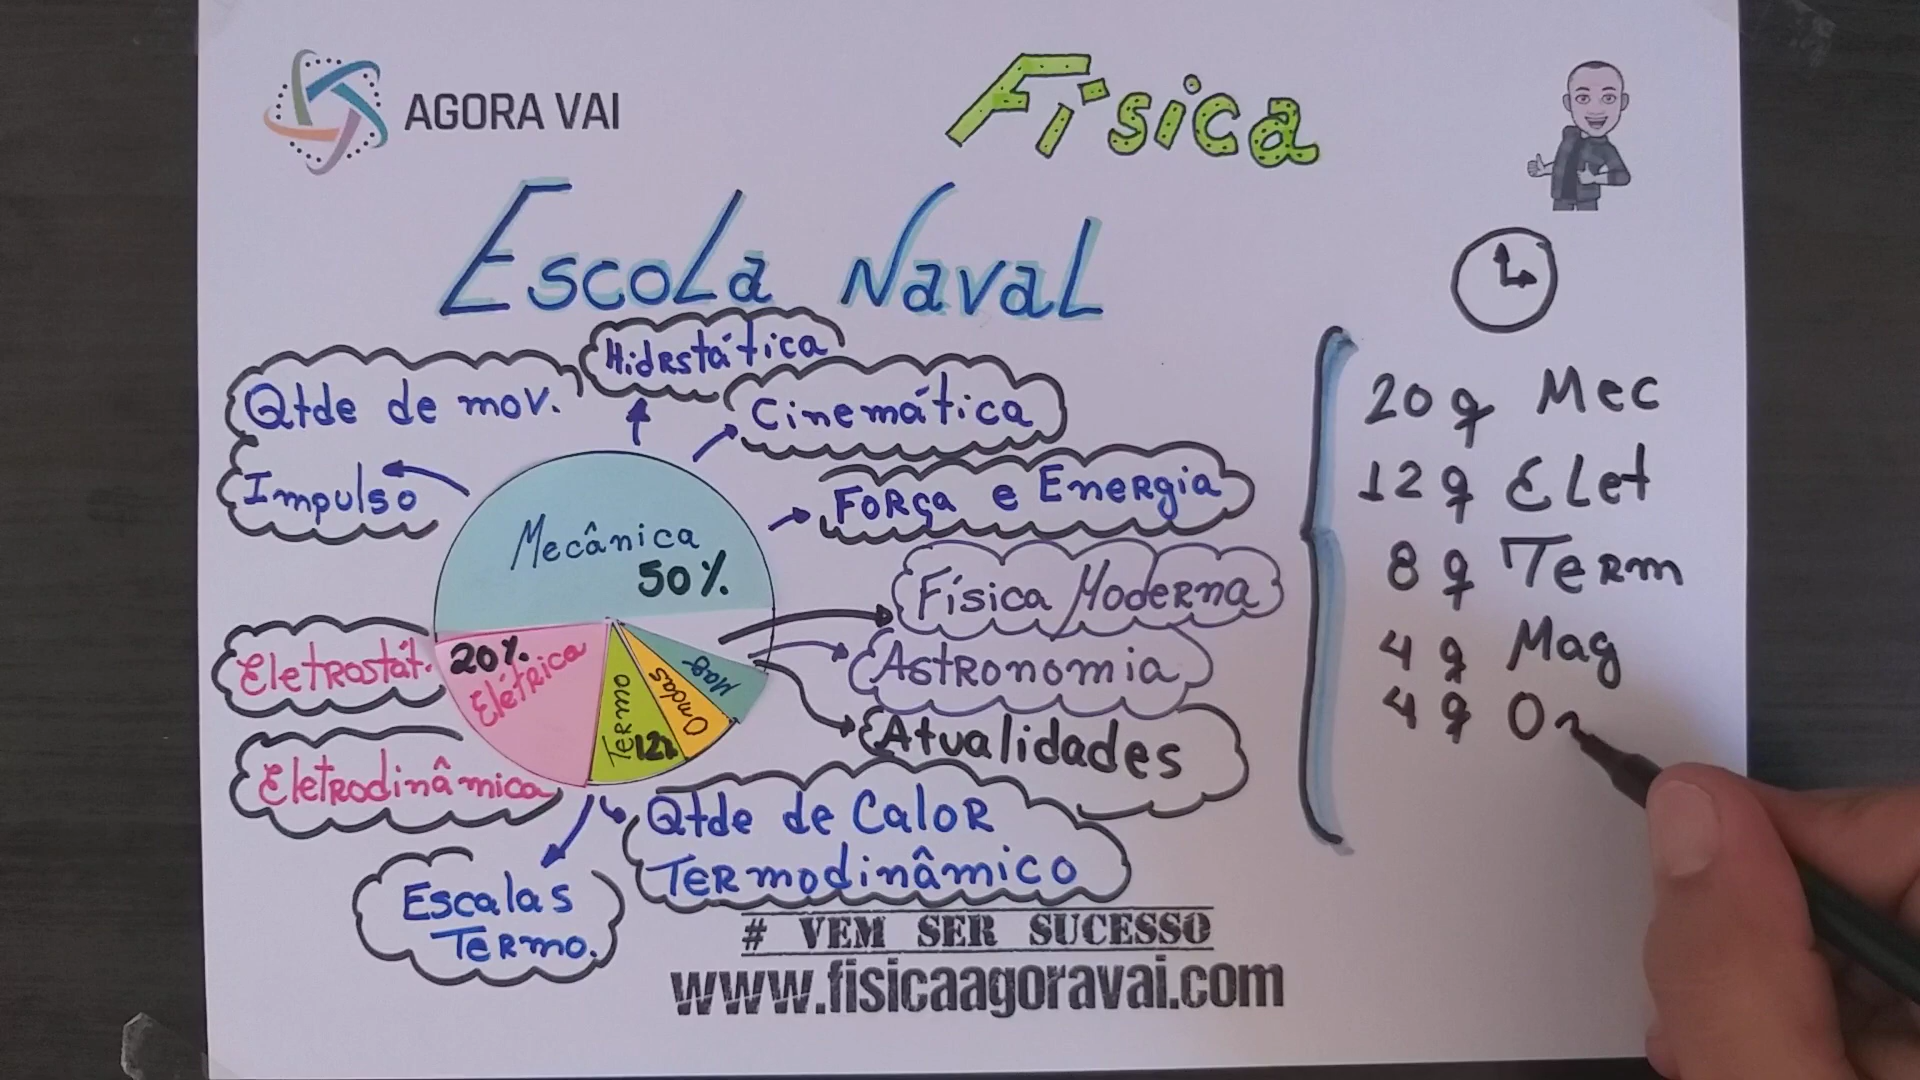 AGORA VAI
Física
Escola Naval
Hidrstática
Qtde de mov.
Impulso
Cinemática
Força e Energia
Mecânica
50%
Física Moderna
Astronomia
Atualidades
Eletrostát.
20%
Elétrica
Termo
12%
Ondas
Mag
Eletrodinâmica
Qtde de Calor
Termodinâmico
Escalas
Termo.
# VEM SER SUCESSO
www.fisicaagoravai.com
20 q Mec
12 q Elet
8 q Term
4 q Mag
4 q On